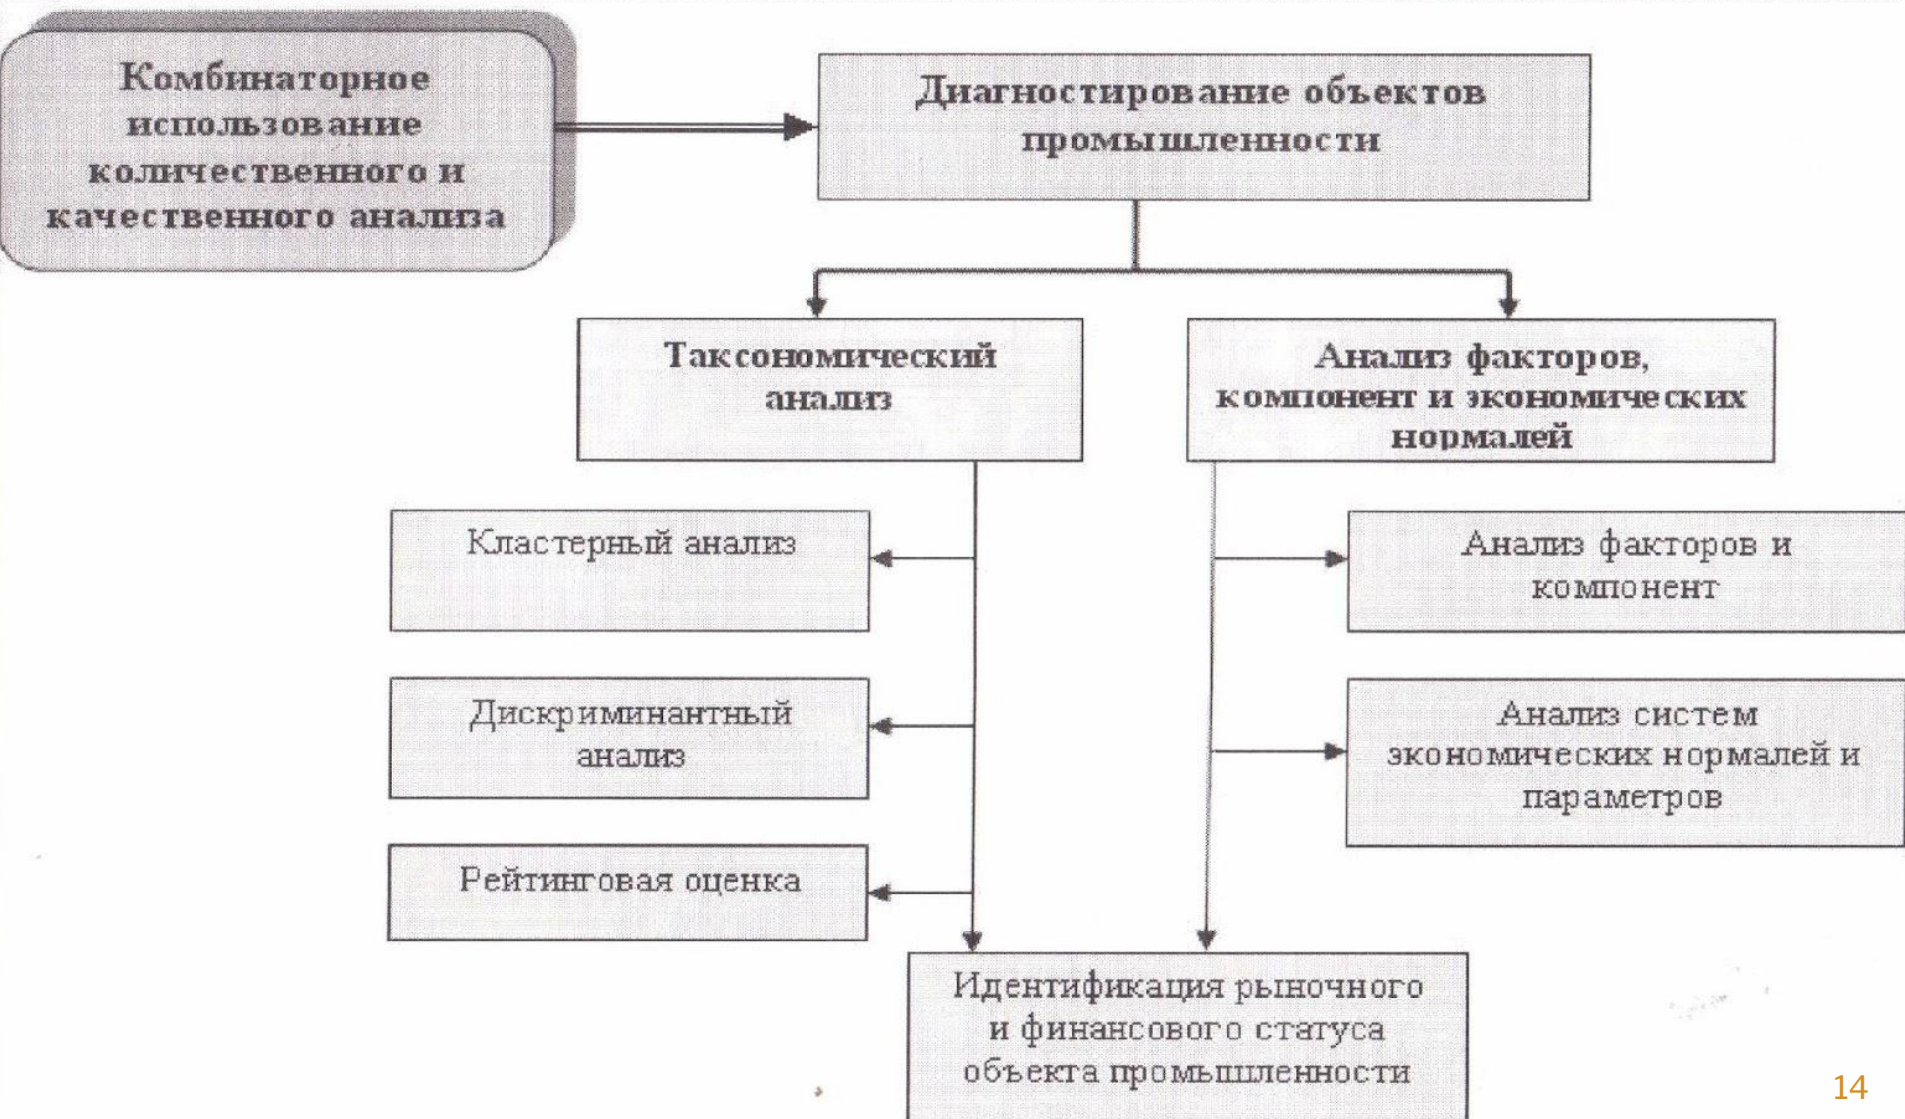 Комбинаторное
использование
количественного и
качественного анализа
Диагностирование объектов
промышленности
Таксономический
анализ
Анализ факторов,
компонент и экономических
нормалей
Кластерный анализ
Анализ факторов и
компонент
Дискриминантный
анализ
Анализ систем
экономических нормалей и
параметров
Рейтинговая оценка
Идентификация рыночного
и финансового статуса
объекта промышленности
14